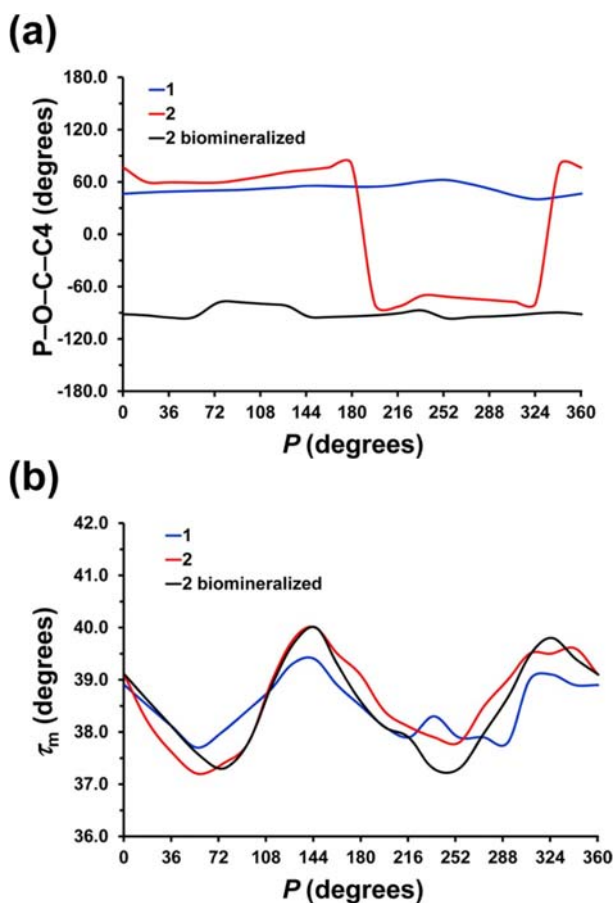 (a)
P–O–C–C4 (degrees)
180.0
120.0
60.0
0.0
-60.0
-120.0
-180.0
1
2
2 biomineralized
0 36 72 108 144 180 216 252 288 324 360
P (degrees)
(b)
τm (degrees)
42.0
41.0
40.0
39.0
38.0
37.0
36.0
1
2
2 biomineralized
0 36 72 108 144 180 216 252 288 324 360
P (degrees)